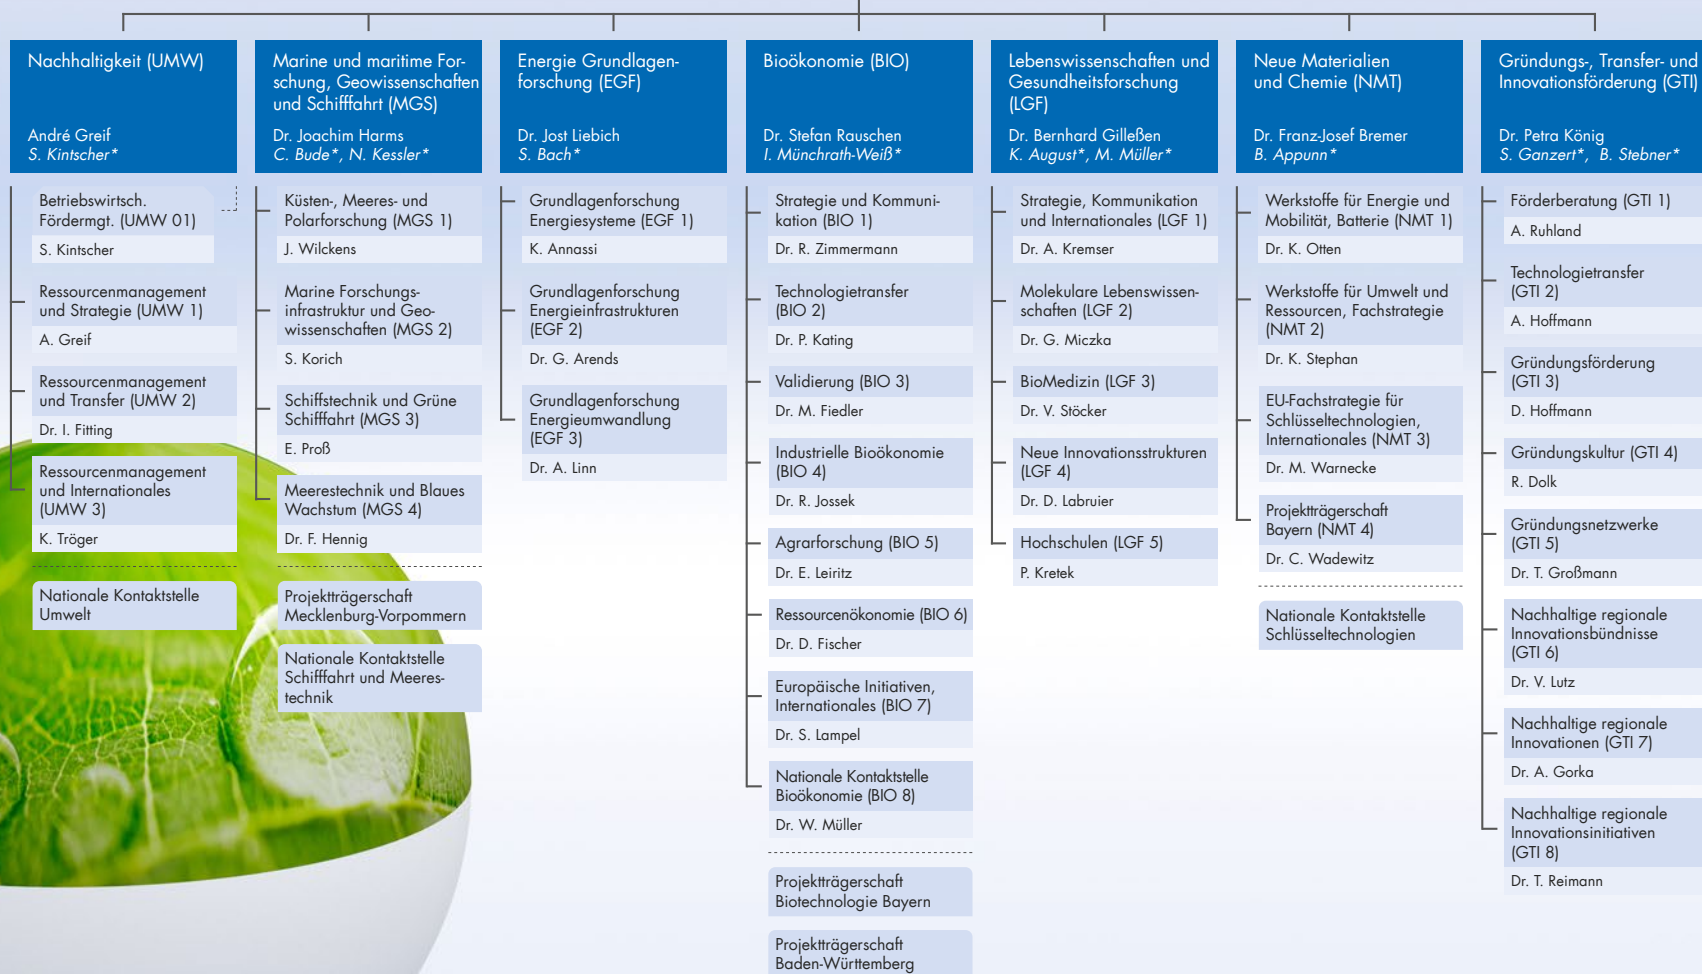 Nachhaltigkeit (UMW)
André Greif
S. Kintscher*
Betriebswirtsch.
Fördermgt. (UMW 01)
S. Kintscher
Ressourcenmanagement
und Strategie (UMW 1)
A. Greif
Ressourcenmanagement
und Transfer (UMW 2)
Dr. I. Fitting
Ressourcenmanagement
und Internationales
(UMW 3)
K. Tröger
Nationale Kontaktstelle
Umwelt
Marine und maritime For-
schung, Geowissenschaften
und Schifffahrt (MGS)
Dr. Joachim Harms
C. Bude*, N. Kessler*
Küsten-, Meeres- und
Polarforschung (MGS 1)
J. Wilckens
Marine Forschungs-
infrastruktur und Geo-
wissenschaften (MGS 2)
S. Korich
Schiffstechnik und Grüne
Schifffahrt (MGS 3)
E. Proß
Meerestechnik und Blaues
Wachstum (MGS 4)
Dr. F. Hennig
Projektträgerschaft
Mecklenburg-Vorpommern
Nationale Kontaktstelle
Schifffahrt und Meeres-
technik
Energie Grundlagen-
forschung (EGF)
Dr. Jost Liebich
S. Bach*
Grundlagenforschung
Energiesysteme (EGF 1)
K. Annassi
Grundlagenforschung
Energieinfrastrukturen
(EGF 2)
Dr. G. Arends
Grundlagenforschung
Energieumwandlung
(EGF 3)
Dr. A. Linn
Bioökonomie (BIO)
Dr. Stefan Rauschen
I. Münchrath-Weiß*
Strategie und Kommuni-
kation (BIO 1)
Dr. R. Zimmermann
Technologietransfer
(BIO 2)
Dr. P. Kating
Validierung (BIO 3)
Dr. M. Fiedler
Industrielle Bioökonomie
(BIO 4)
Dr. R. Jossek
Agrarforschung (BIO 5)
Dr. E. Leiritz
Ressourcenökonomie (BIO 6)
Dr. D. Fischer
Europäische Initiativen,
Internationales (BIO 7)
Dr. S. Lampel
Nationale Kontaktstelle
Bioökonomie (BIO 8)
Dr. W. Müller
Projektträgerschaft
Biotechnologie Bayern
Projektträgerschaft
Baden-Württemberg
Lebenswissenschaften und
Gesundheitsforschung
(LGF)
Dr. Bernhard Gilleßen
K. August*, M. Müller*
Strategie, Kommunikation
und Internationales (LGF 1)
Dr. A. Kremser
Molekulare Lebenswissen-
schaften (LGF 2)
Dr. G. Miczka
BioMedizin (LGF 3)
Dr. V. Stöcker
Neue Innovationsstrukturen
(LGF 4)
Dr. D. Labruier
Hochschulen (LGF 5)
P. Kretek
Neue Materialien
und Chemie (NMT)
Dr. Franz-Josef Bremer
B. Appunn*
Werkstoffe für Energie und
Mobilität, Batterie (NMT 1)
Dr. K. Otten
Werkstoffe für Umwelt und
Ressourcen, Fachstrategie
(NMT 2)
Dr. K. Stephan
EU-Fachstrategie für
Schlüsseltechnologien,
Internationales (NMT 3)
Dr. M. Warnecke
Projektträgerschaft
Bayern (NMT 4)
Dr. C. Wadewitz
Nationale Kontaktstelle
Schlüsseltechnologien
Gründungs-, Transfer- und
Innovationsförderung (GTI)
Dr. Petra König
S. Ganzert*, B. Stebner*
Förderberatung (GTI 1)
A. Ruhland
Technologietransfer
(GTI 2)
A. Hoffmann
Gründungsförderung
(GTI 3)
D. Hoffmann
Gründungskultur (GTI 4)
R. Dolk
Gründungsnetzwerke
(GTI 5)
Dr. T. Großmann
Nachhaltige regionale
Innovationsbündnisse
(GTI 6)
Dr. V. Lutz
Nachhaltige regionale
Innovationen (GTI 7)
Dr. A. Gorka
Nachhaltige regionale
Innovationsinitiativen
(GTI 8)
Dr. T. Reimann